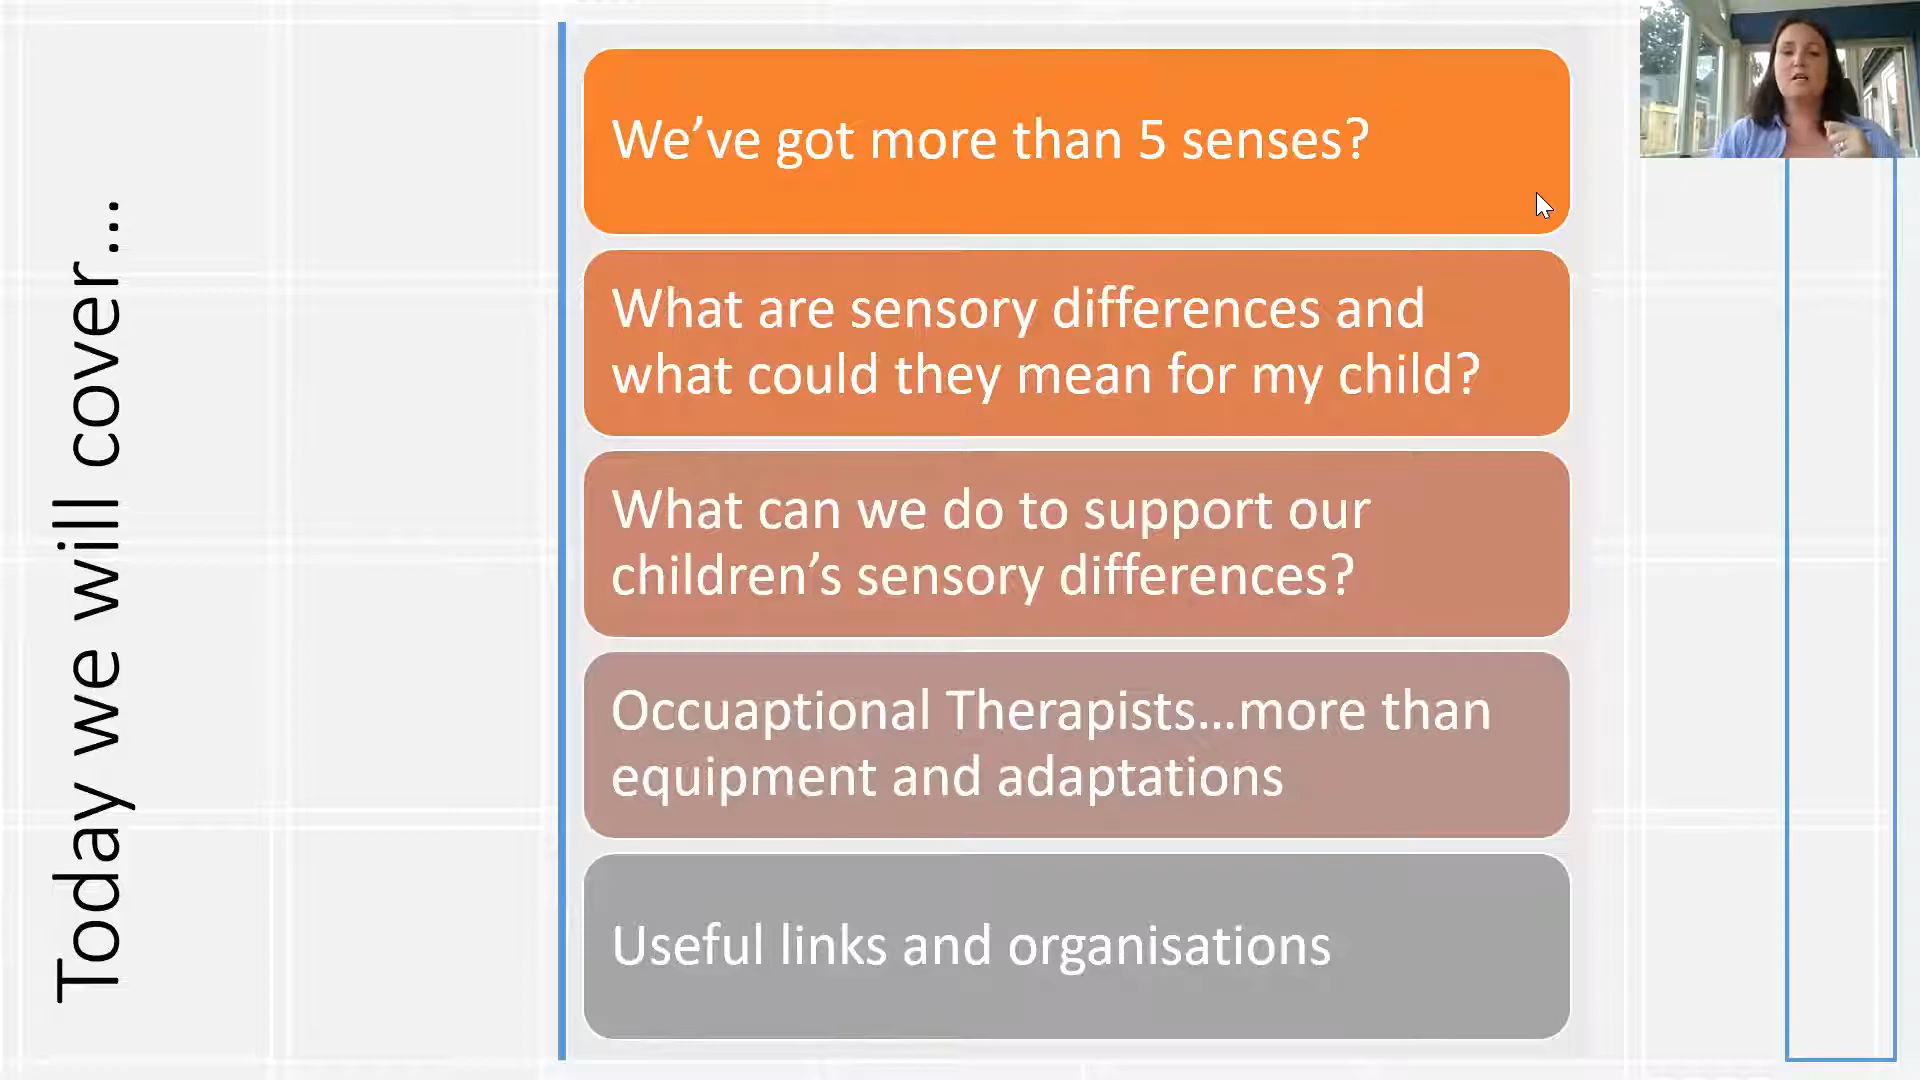 Today we will cover...
We’ve got more than 5 senses?
What are sensory differences and
what could they mean for my child?
What can we do to support our
children’s sensory differences?
Occuaptional Therapists...more than
equipment and adaptations
Useful links and organisations